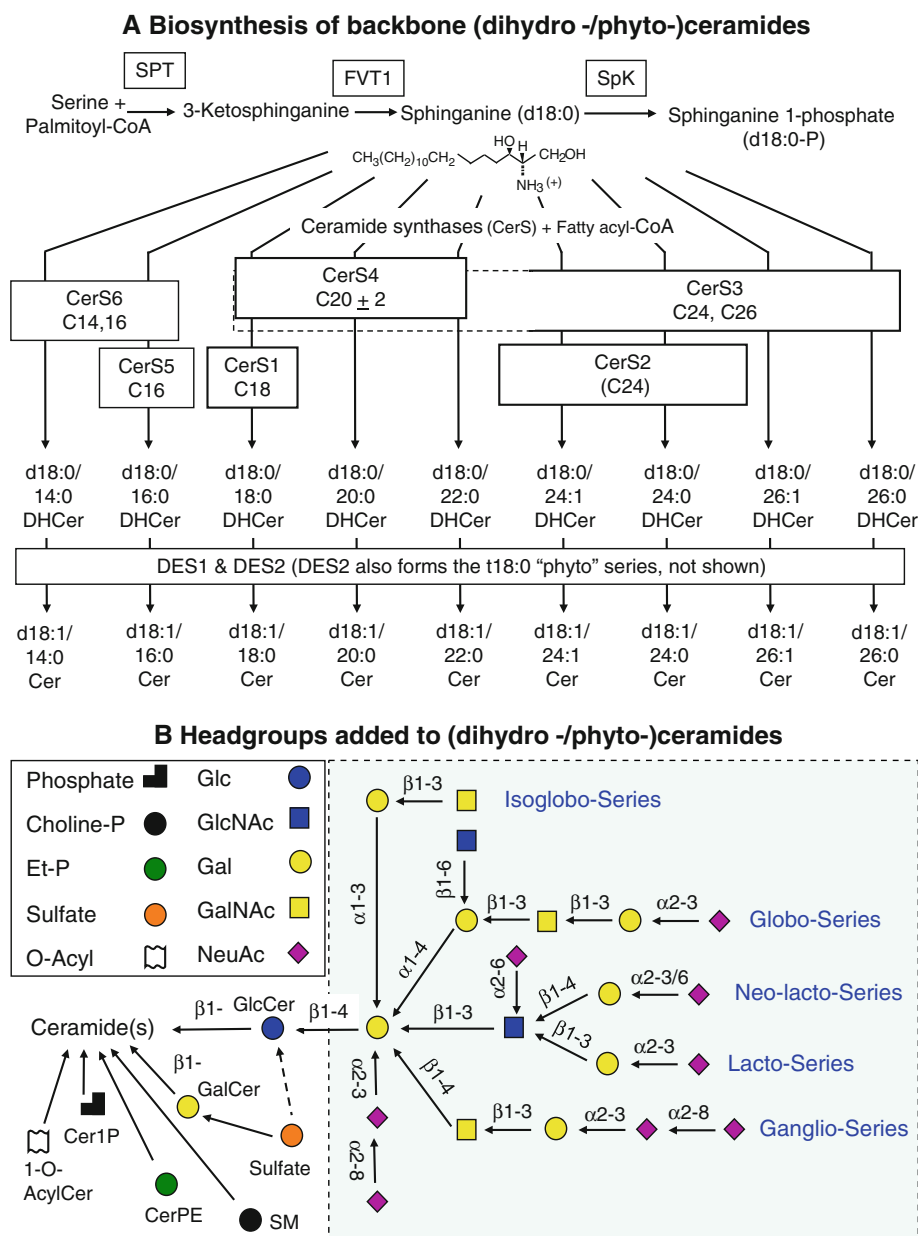 A Biosynthesis of backbone (dihydro -/phyto-)ceramides
SPT
FVT1
SpK
Serine +
Palmitoyl-CoA
3-Ketosphinganine
Sphinganine (d18:0)
Sphinganine 1-phosphate
(d18:0-P)
CH3(CH2)10CH2
HO
H
CH2OH
NH3(+)
Ceramide synthases (CerS) + Fatty acyl-CoA
CerS6
C14,16
CerS4
C20 ± 2
CerS3
C24, C26
CerS5
C16
CerS1
C18
CerS2
(C24)
d18:0/
14:0
DHCer
d18:0/
16:0
DHCer
d18:0/
18:0
DHCer
d18:0/
20:0
DHCer
d18:0/
22:0
DHCer
d18:0/
24:1
DHCer
d18:0/
24:0
DHCer
d18:0/
26:1
DHCer
d18:0/
26:0
DHCer
DES1 & DES2 (DES2 also forms the t18:0 “phyto” series, not shown)
d18:1/
14:0
Cer
d18:1/
16:0
Cer
d18:1/
18:0
Cer
d18:1/
20:0
Cer
d18:1/
22:0
Cer
d18:1/
24:1
Cer
d18:1/
24:0
Cer
d18:1/
26:1
Cer
d18:1/
26:0
Cer
B Headgroups added to (dihydro -/phyto-)ceramides
Phosphate
Glc
Choline-P
GlcNAc
Et-P
Gal
Sulfate
GalNAc
O-Acyl
NeuAc
β1-3
Isoglobo-Series
α1-3
β1-6
β1-3
β1-3
α2-3
Globo-Series
α1-4
α2-6
β1-4
α2-3/6
Neo-lacto-Series
Ceramide(s)
β1-
GlcCer
β1-4
β1-3
β1-3
α2-3
Lacto-Series
β1-
GalCer
α2-3
β1-4
β1-3
α2-3
α2-8
Ganglio-Series
Cer1P
Sulfate
α2-8
1-O-
AcylCer
CerPE
SM